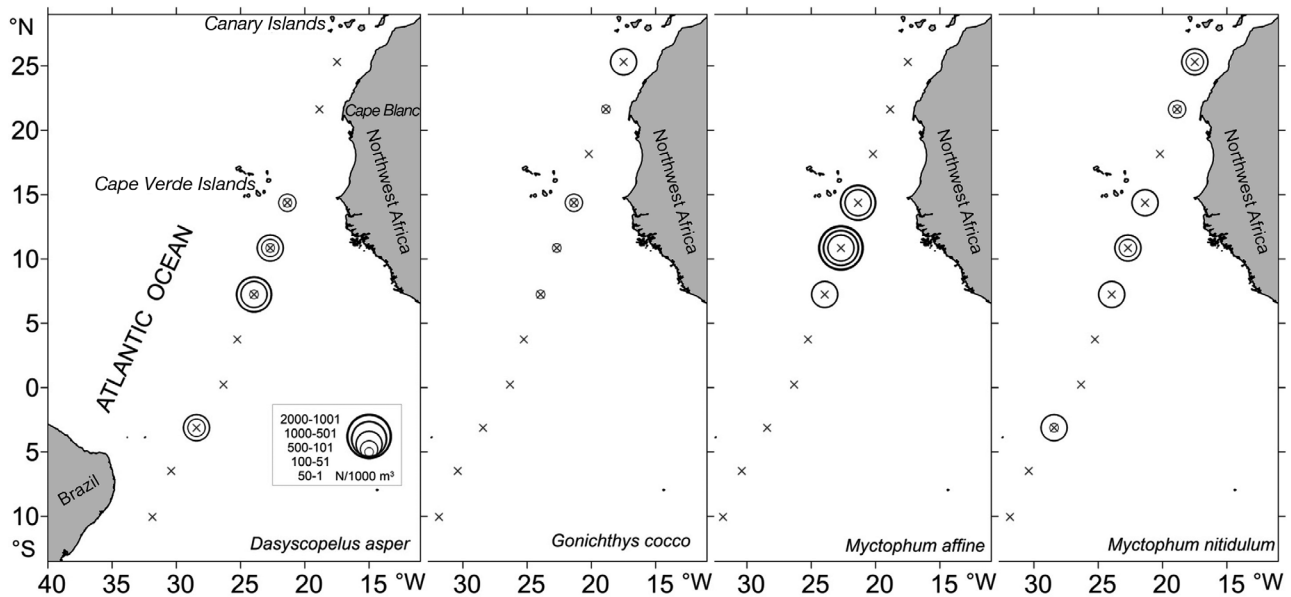 °N
Canary Islands
25
Cape Blanc
20
Northwest Africa
Northwest Africa
Northwest Africa
Northwest Africa
Cape Verde Islands
15
10
ATLANTIC OCEAN
5
0
2000-1001
1000-501
500-101
100-51
50-1 N/1000 m³
5
Brazil
10
°S
Dasyscopelus asper
Gonichthys cocco
Myctophum affine
Myctophum nitidulum
40 35 30 25 20 15 °W
30 25 20 15 °W
30 25 20 15 °W
30 25 20 15 °W